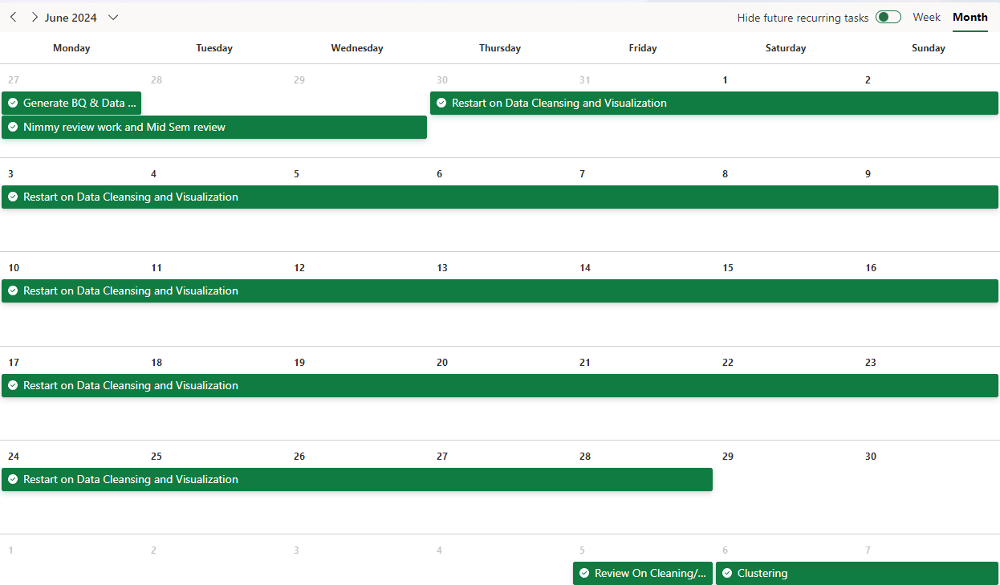 June 2024
Hide future recurring tasks Week Month
Monday Tuesday Wednesday Thursday Friday Saturday Sunday
27 28 29 30 31 1 2
Generate BQ & Data ... Restart on Data Cleansing and Visualization
Nimmy review work and Mid Sem review
3 4 5 6 7 8 9
Restart on Data Cleansing and Visualization
10 11 12 13 14 15 16
Restart on Data Cleansing and Visualization
17 18 19 20 21 22 23
Restart on Data Cleansing and Visualization
24 25 26 27 28 29 30
Restart on Data Cleansing and Visualization
1 2 3 4 5 6 7
Review On Cleaning/... Clustering